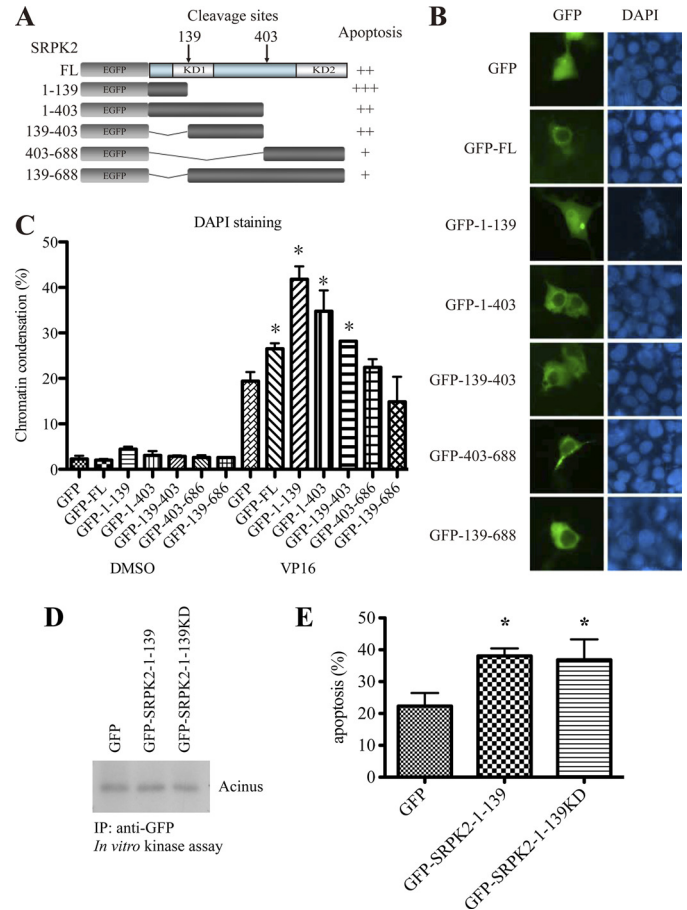 A
Cleavage sites
SRPK2
139
403
Apoptosis
FL
EGFP
KD1
KD2
++
1-139
EGFP
+++
1-403
EGFP
++
139-403
EGFP
++
403-688
EGFP
+
139-688
EGFP
+
B
GFP
DAPI
GFP
GFP-FL
GFP-1-139
GFP-1-403
GFP-139-403
GFP-403-688
GFP-139-688
C
DAPI staining
Chromatin condensation (%)
50
40
30
20
10
0
*
*
*
*
GFP
GFP-FL
GFP-1-139
GFP-1-403
GFP-139-403
GFP-403-686
GFP-139-686
GFP
GFP-FL
GFP-1-139
GFP-1-403
GFP-139-403
GFP-403-686
GFP-139-686
DMSO
VP16
D
GFP
GFP-SRPK2-1-139
GFP-SRPK2-1-139KD
Acinus
IP: anti-GFP
In vitro kinase assay
E
apoptosis (%)
50
40
30
20
10
0
*
*
GFP
GFP-SRPK2-1-139
GFP-SRPK2-1-139KD